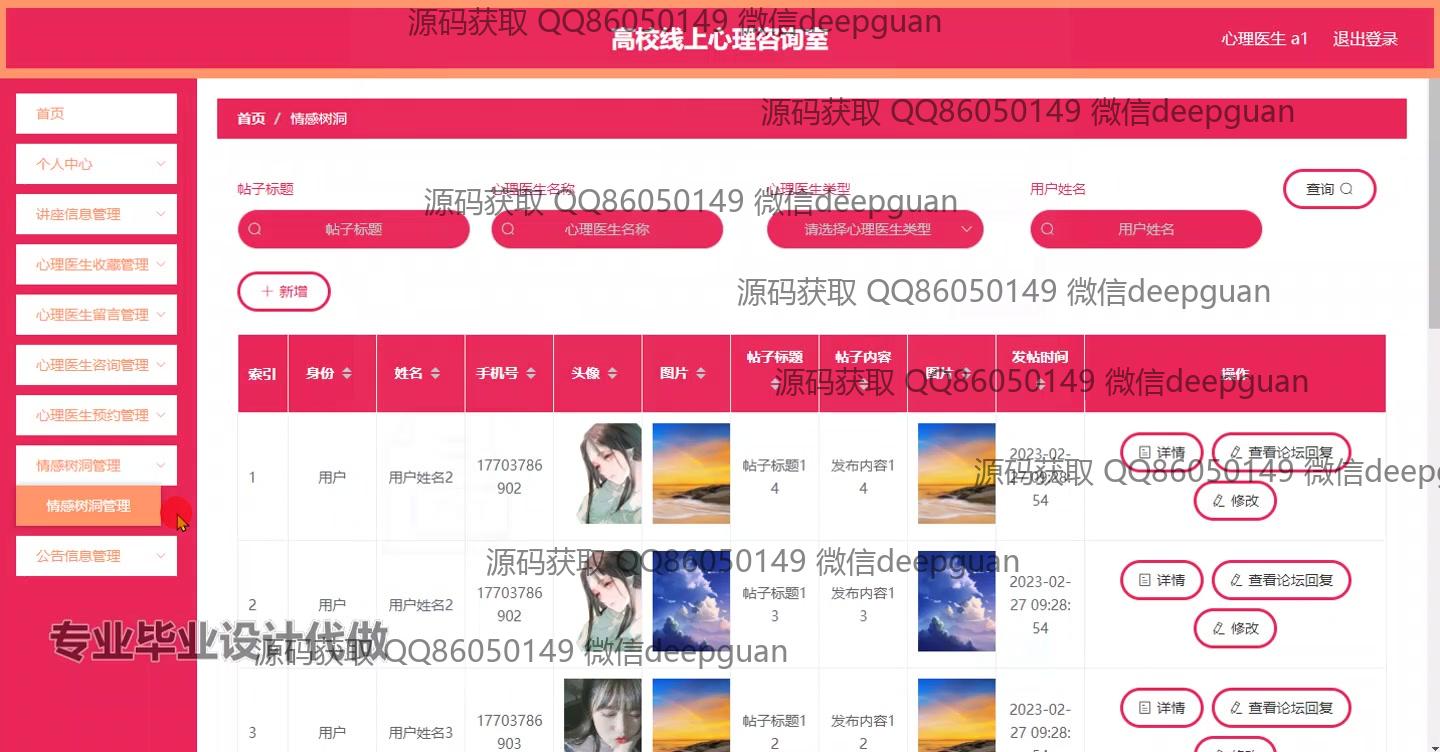 源码获取 QQ86050149 微信deepguan
高校线上心理咨询室
心理医生 a1
退出登录
首页
个人中心
讲座信息管理
心理医生收藏管理
心理医生留言管理
心理医生咨询管理
心理医生预约管理
情感树洞管理
情感树洞管理
公告信息管理
专业毕业设计代做
首页 / 情感树洞
源码获取 QQ86050149 微信deepguan
帖子标题
心理医生名称
心理医生类型
用户姓名
源码获取 QQ86050149 微信deepguan
帖子标题
心理医生名称
请选择心理医生类型
用户姓名
查询
+ 新增
源码获取 QQ86050149 微信deepguan
索引
身份
姓名
手机号
头像
图片
帖子标题
帖子内容
图片
发帖时间
操作
源码获取 QQ86050149 微信deepguan
1
用户
用户姓名2
17703786
902
帖子标题1
4
发布内容1
4
2023-02-
27 09:28:
54
详情
查看论坛回复
修改
源码获取 QQ86050149 微信deepg
源码获取 QQ86050149 微信deepguan
2
用户
用户姓名2
17703786
902
帖子标题1
3
发布内容1
3
2023-02-
27 09:28:
54
详情
查看论坛回复
修改
源码获取 QQ86050149 微信deepguan
3
用户
用户姓名3
17703786
903
帖子标题1
2
发布内容1
2
2023-02-
27 09:28:
详情
查看论坛回复